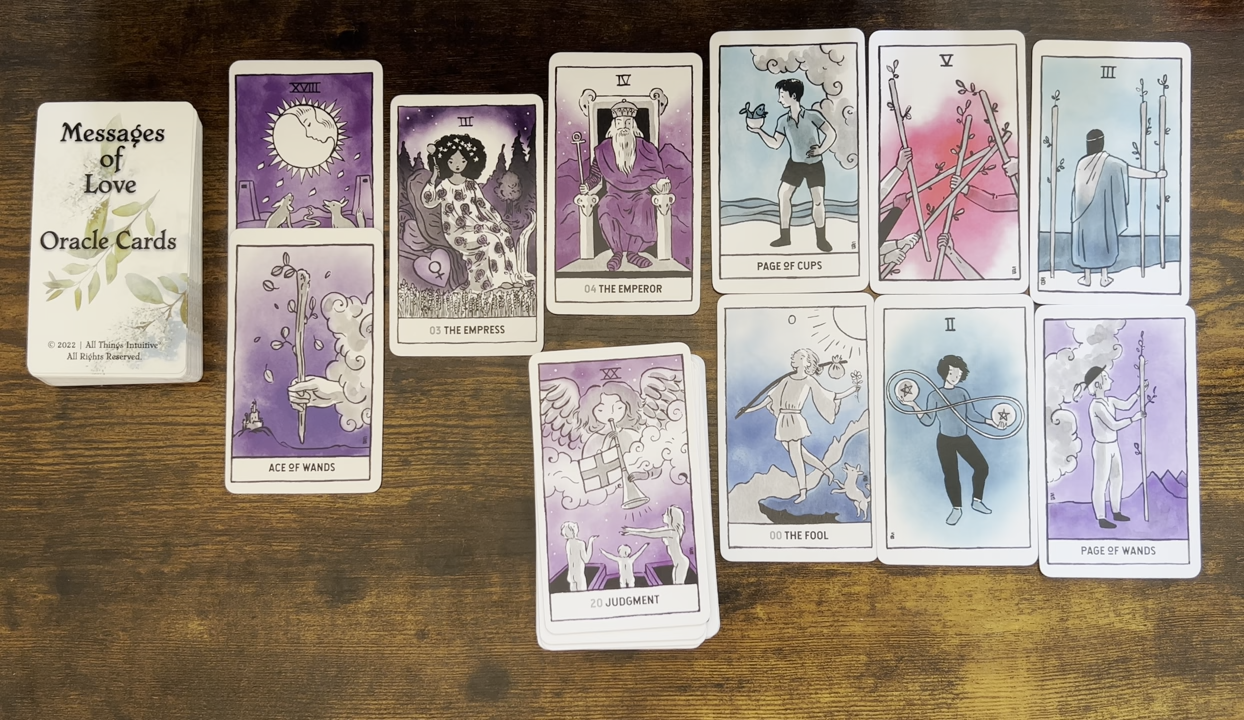 Messages
of
Love
Oracle Cards
© 2022 | All Things Intuitive
All Rights Reserved.
XVIII
ACE OF WANDS
III
03 THE EMPRESS
IV
04 THE EMPEROR
XX
20 JUDGMENT
PAGE OF CUPS
V
III
0
00 THE FOOL
II
PAGE OF WANDS